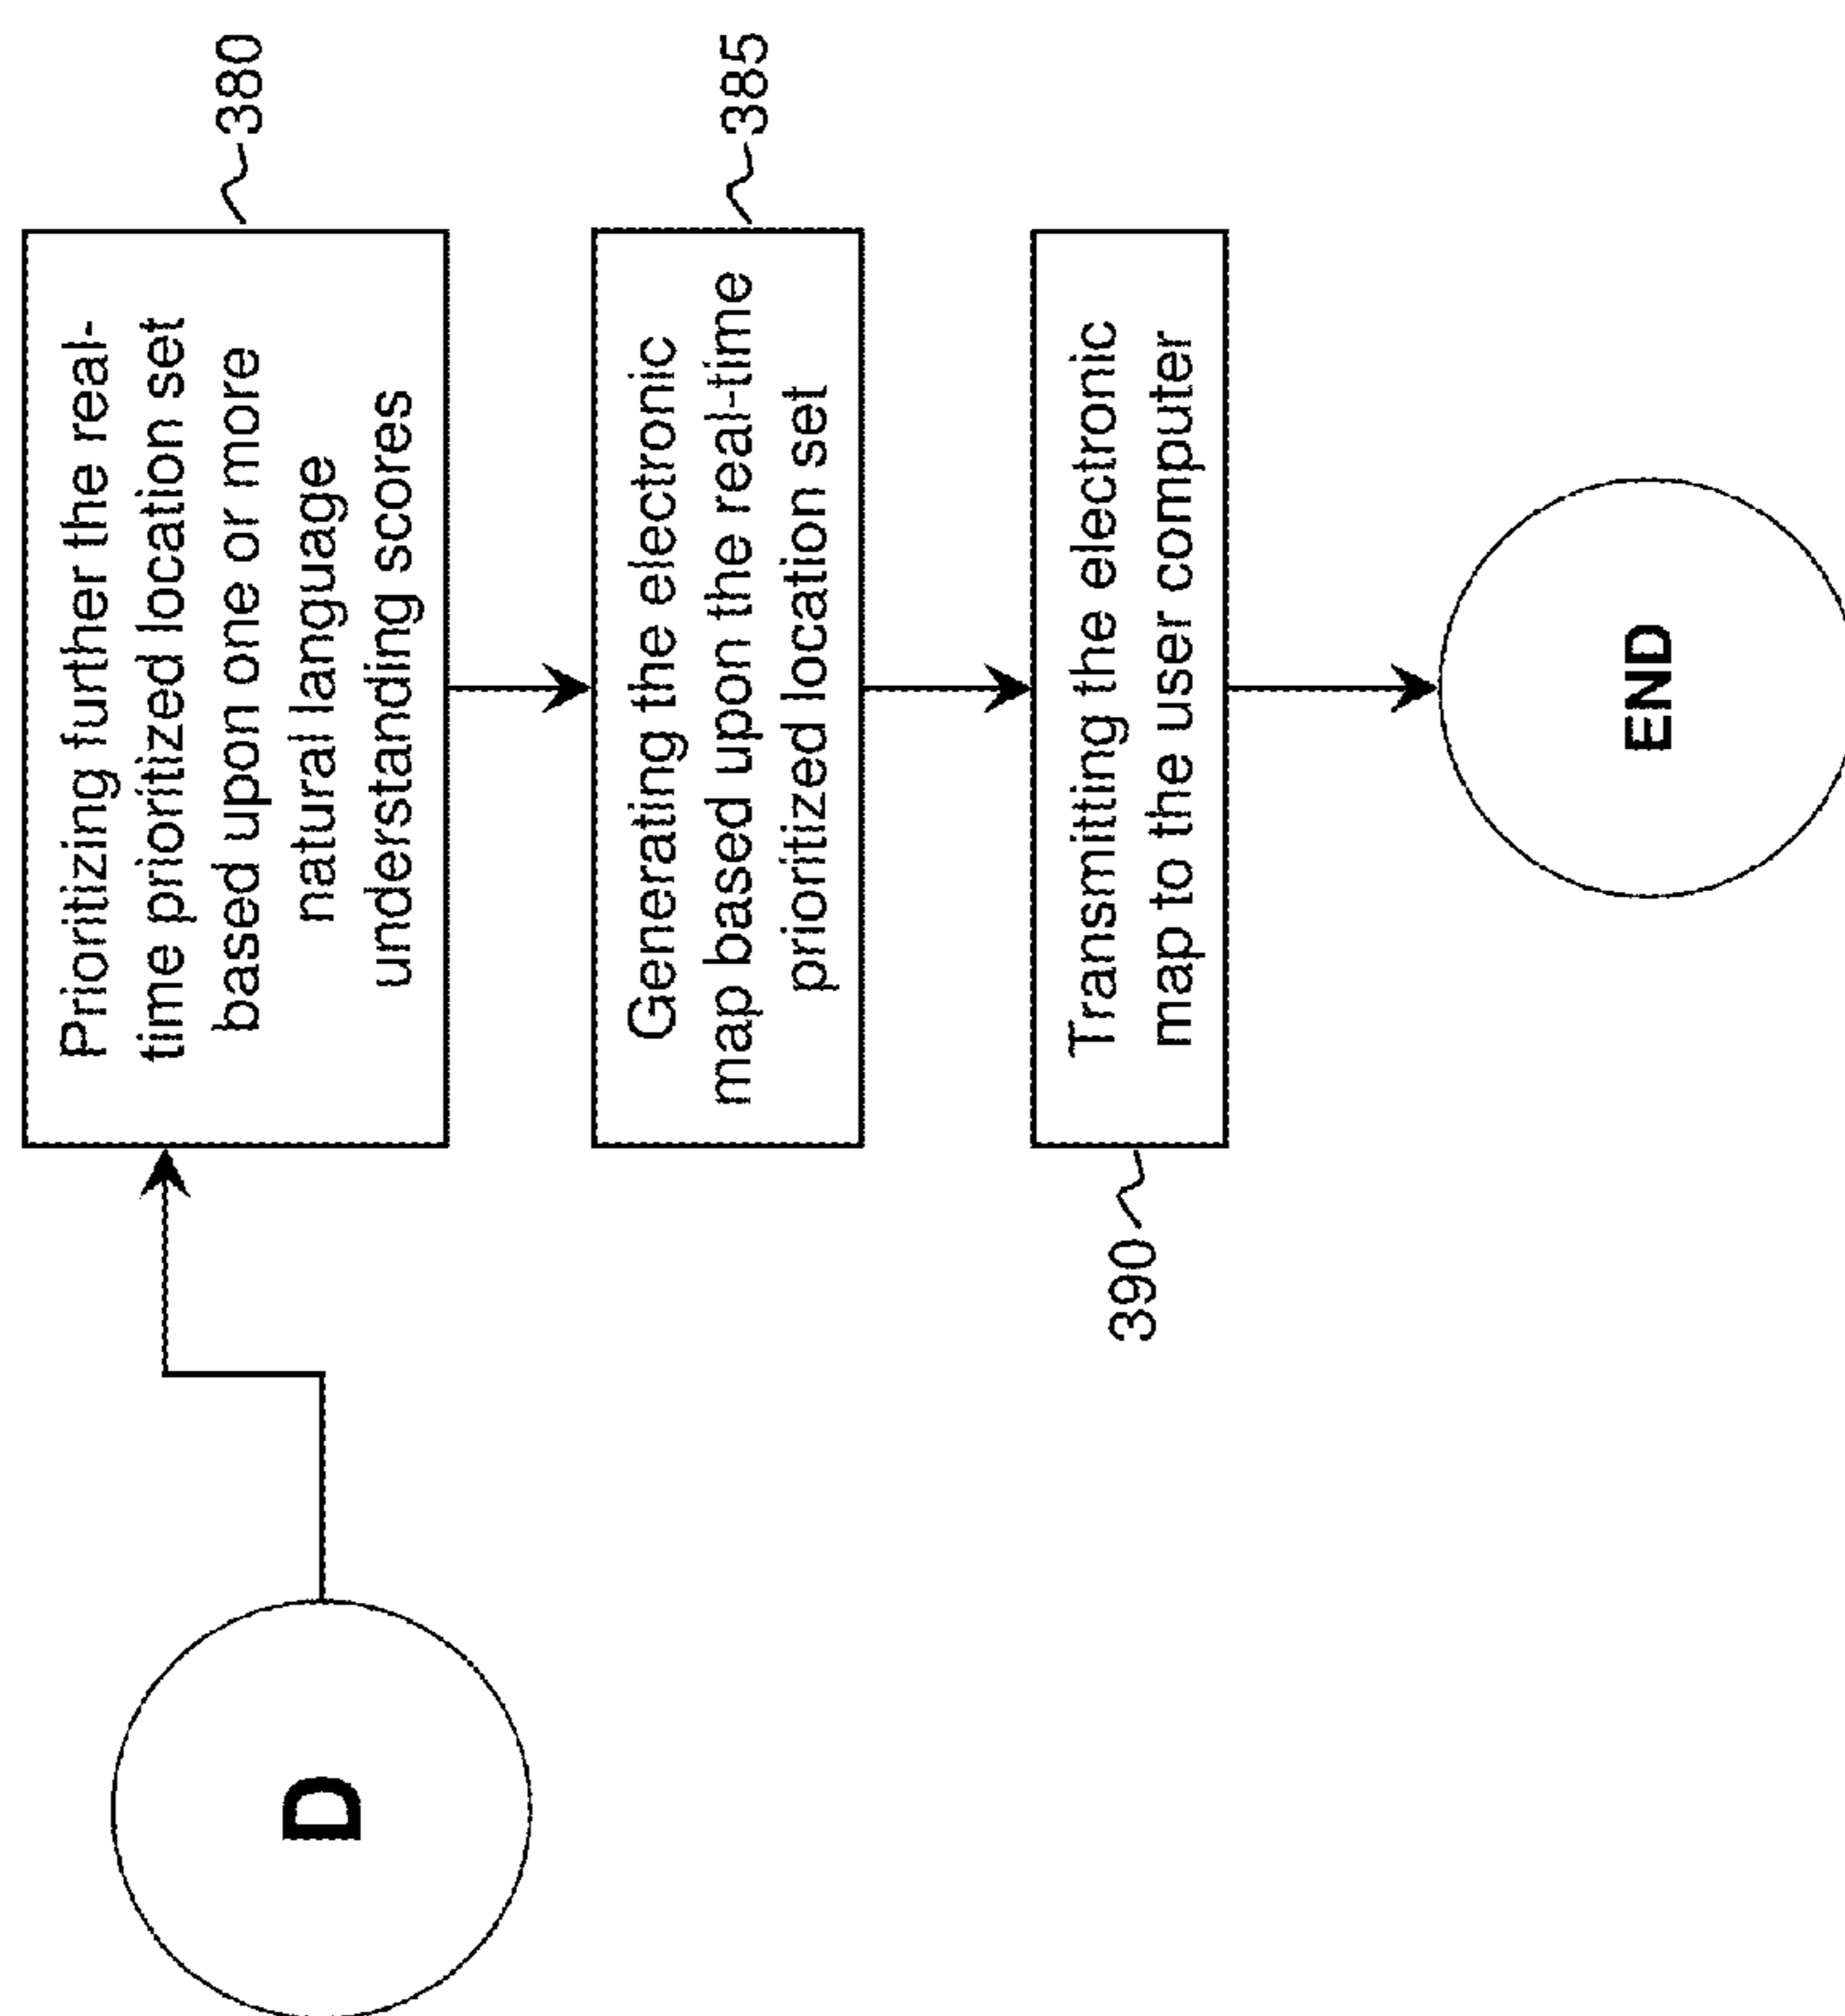 D
Prioritizing further the real-
time prioritized location set
based upon one or more
natural language
understanding scores
380
Generating the electronic
map based upon the real-time
prioritized location set
385
Transmitting the electronic
map to the user computer
390
END